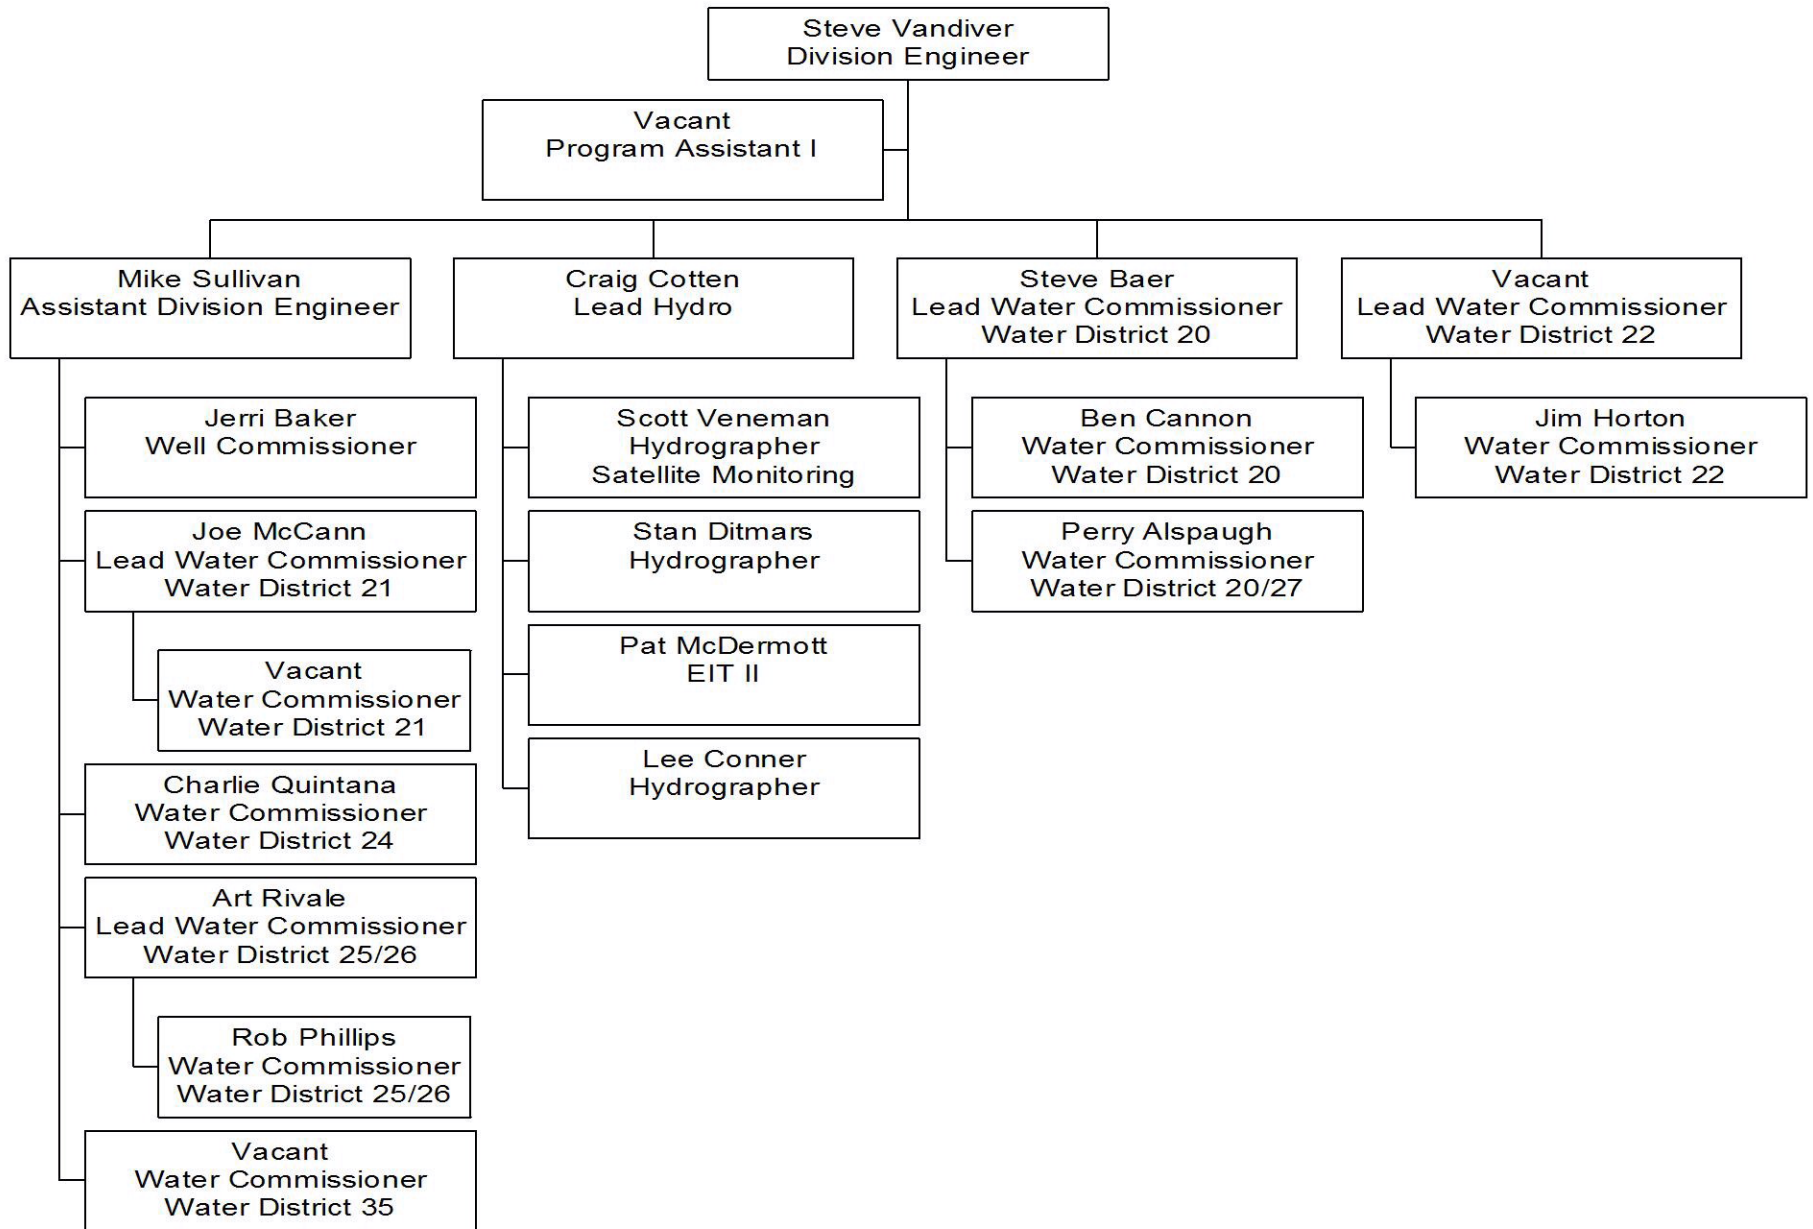 Steve Vandiver
Division Engineer
Vacant
Program Assistant I
Mike Sullivan
Assistant Division Engineer
Jerri Baker
Well Commissioner
Joe McCann
Lead Water Commissioner
Water District 21
Vacant
Water Commissioner
Water District 21
Charlie Quintana
Water Commissioner
Water District 24
Art Rivale
Lead Water Commissioner
Water District 25/26
Rob Phillips
Water Commissioner
Water District 25/26
Vacant
Water Commissioner
Water District 35
Craig Cotten
Lead Hydro
Scott Veneman
Hydrographer
Satellite Monitoring
Stan Ditmars
Hydrographer
Pat McDermott
EIT II
Lee Conner
Hydrographer
Steve Baer
Lead Water Commissioner
Water District 20
Ben Cannon
Water Commissioner
Water District 20
Perry Alspaugh
Water Commissioner
Water District 20/27
Vacant
Lead Water Commissioner
Water District 22
Jim Horton
Water Commissioner
Water District 22